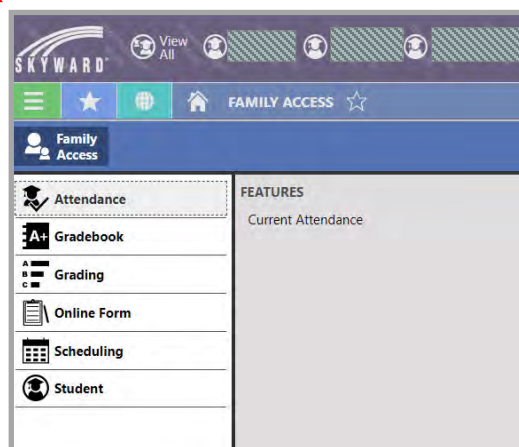 SKYWARD
View All
FAMILY ACCESS
Family Access
Attendance
A+ Gradebook
A B C Grading
Online Form
Scheduling
Student
FEATURES
Current Attendance